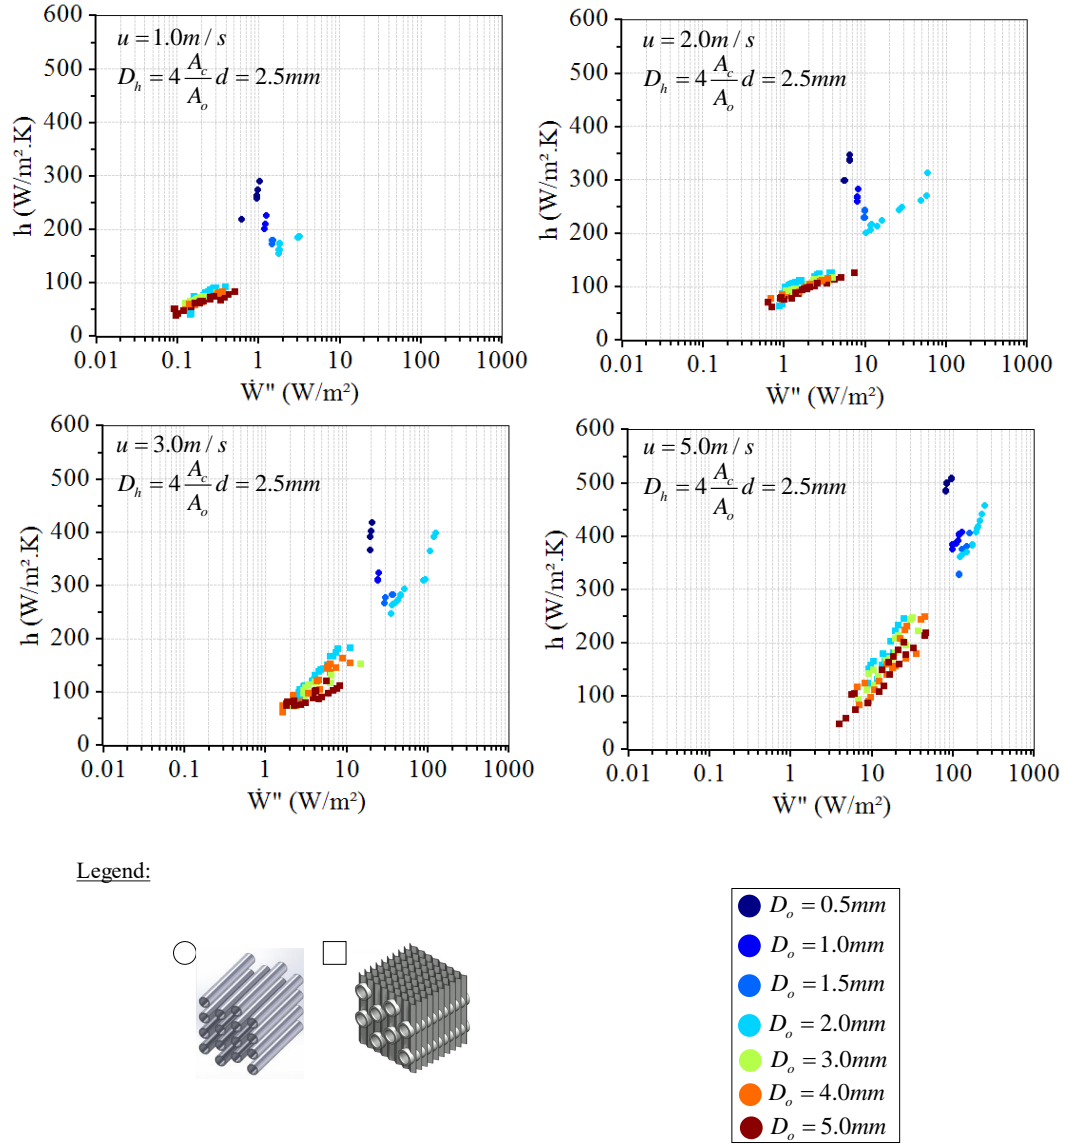 600
500
400
300
200
100
0
h (W/m².K)
u = 1.0m / s
D_h = 4 A_c/A_o d = 2.5mm
0.01 0.1 1 10 100 1000
Ẇ" (W/m²)
600
500
400
300
200
100
0
h (W/m².K)
u = 2.0m / s
D_h = 4 A_c/A_o d = 2.5mm
0.01 0.1 1 10 100 1000
Ẇ" (W/m²)
600
500
400
300
200
100
0
h (W/m².K)
u = 3.0m / s
D_h = 4 A_c/A_o d = 2.5mm
0.01 0.1 1 10 100 1000
Ẇ" (W/m²)
600
500
400
300
200
100
0
h (W/m².K)
u = 5.0m / s
D_h = 4 A_c/A_o d = 2.5mm
0.01 0.1 1 10 100 1000
Ẇ" (W/m²)
Legend:
D_o = 0.5mm
D_o = 1.0mm
D_o = 1.5mm
D_o = 2.0mm
D_o = 3.0mm
D_o = 4.0mm
D_o = 5.0mm